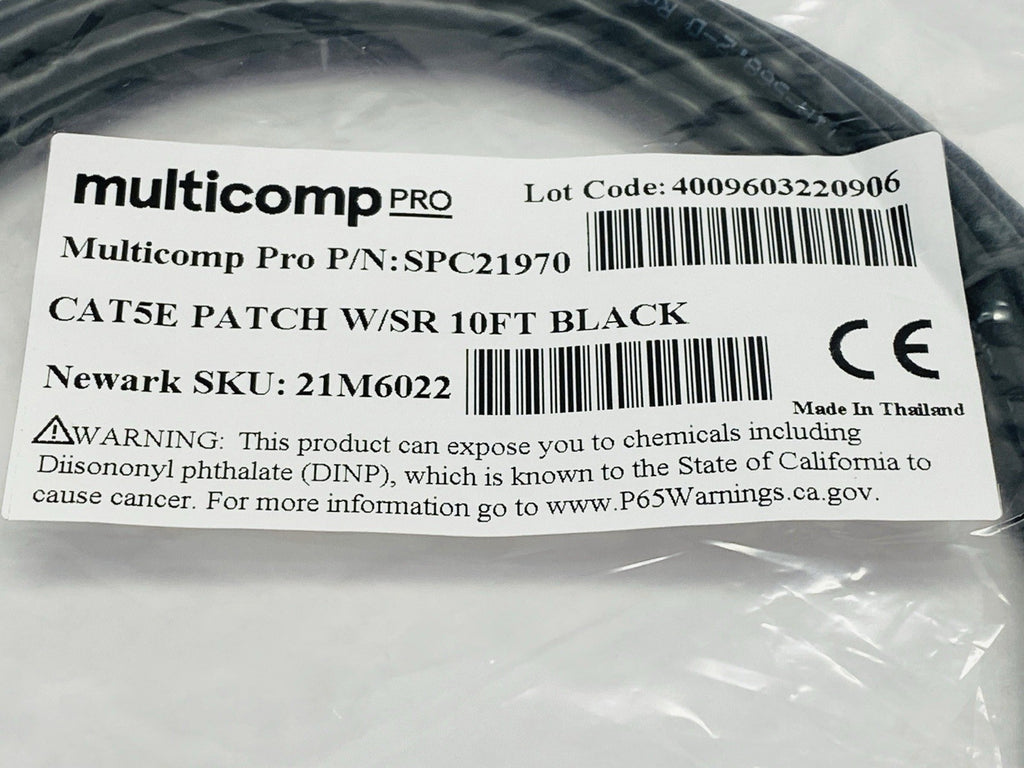 multicomp PRO
Lot Code: 4009603220906
Multicomp Pro P/N:SPC21970
CAT5E PATCH W/SR 10FT BLACK
Newark SKU: 21M6022
CE
Made In Thailand
WARNING: This product can expose you to chemicals including
Diisononyl phthalate (DINP), which is known to the State of California to
cause cancer. For more information go to www.P65Warnings.ca.gov.